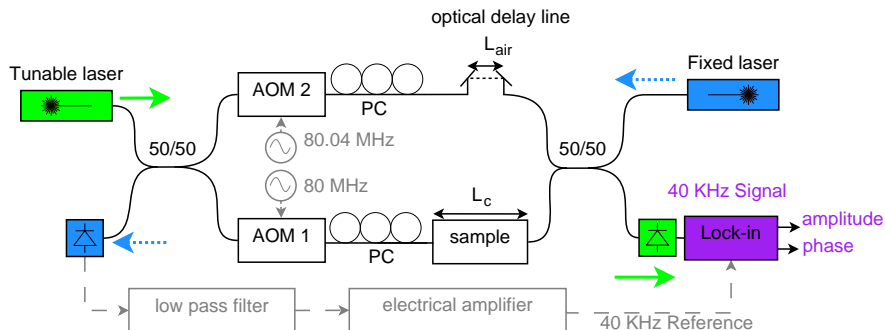 optical delay line
L_air
Tunable laser
Fixed laser
AOM 2
PC
50/50
80.04 MHz
50/50
80 MHz
40 KHz Signal
L_c
amplitude
AOM 1
sample
Lock-in
phase
PC
low pass filter
electrical amplifier
40 KHz Reference